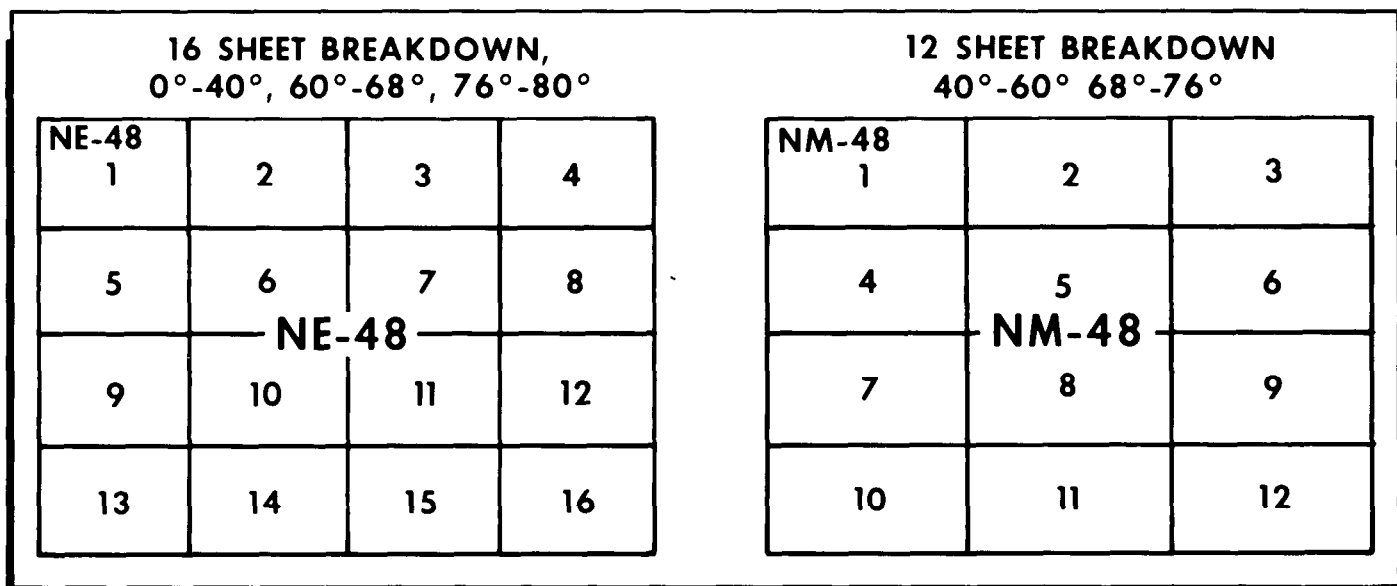 16 SHEET BREAKDOWN,
0°-40°, 60°-68°, 76°-80°
NE-48
1 2 3 4
5 6 7 8
NE-48
9 10 11 12
13 14 15 16
12 SHEET BREAKDOWN
40°-60° 68°-76°
NM-48
1 2 3
4 5 6
NM-48
7 8 9
10 11 12